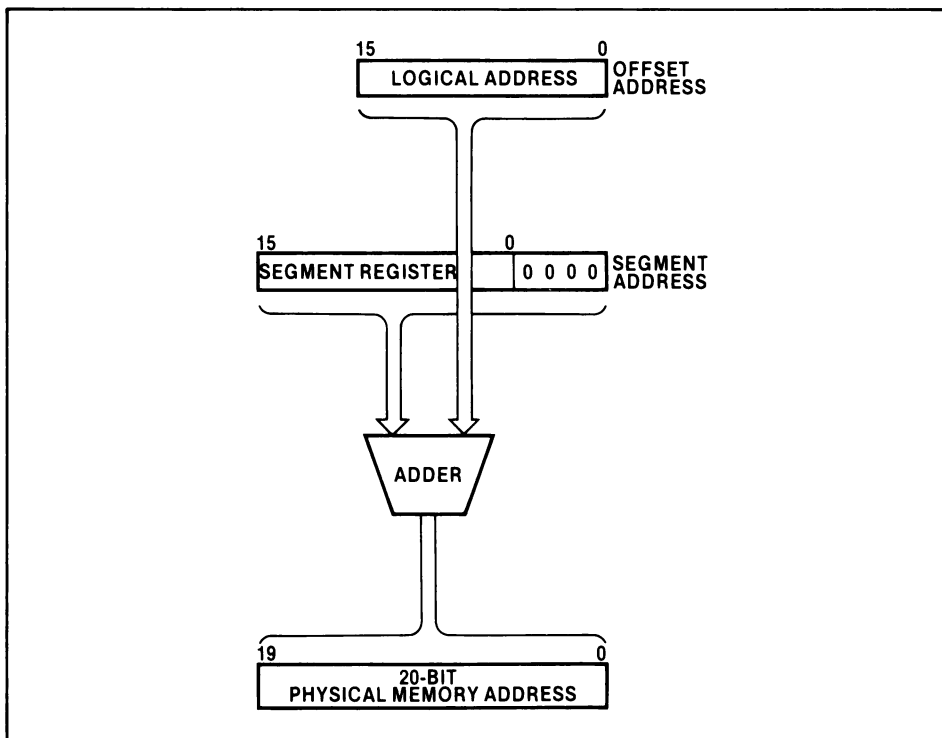 15 0
LOGICAL ADDRESS
OFFSET
ADDRESS
15 0
SEGMENT REGISTER 0 0 0 0
SEGMENT
ADDRESS
ADDER
19 0
20-BIT
PHYSICAL MEMORY ADDRESS